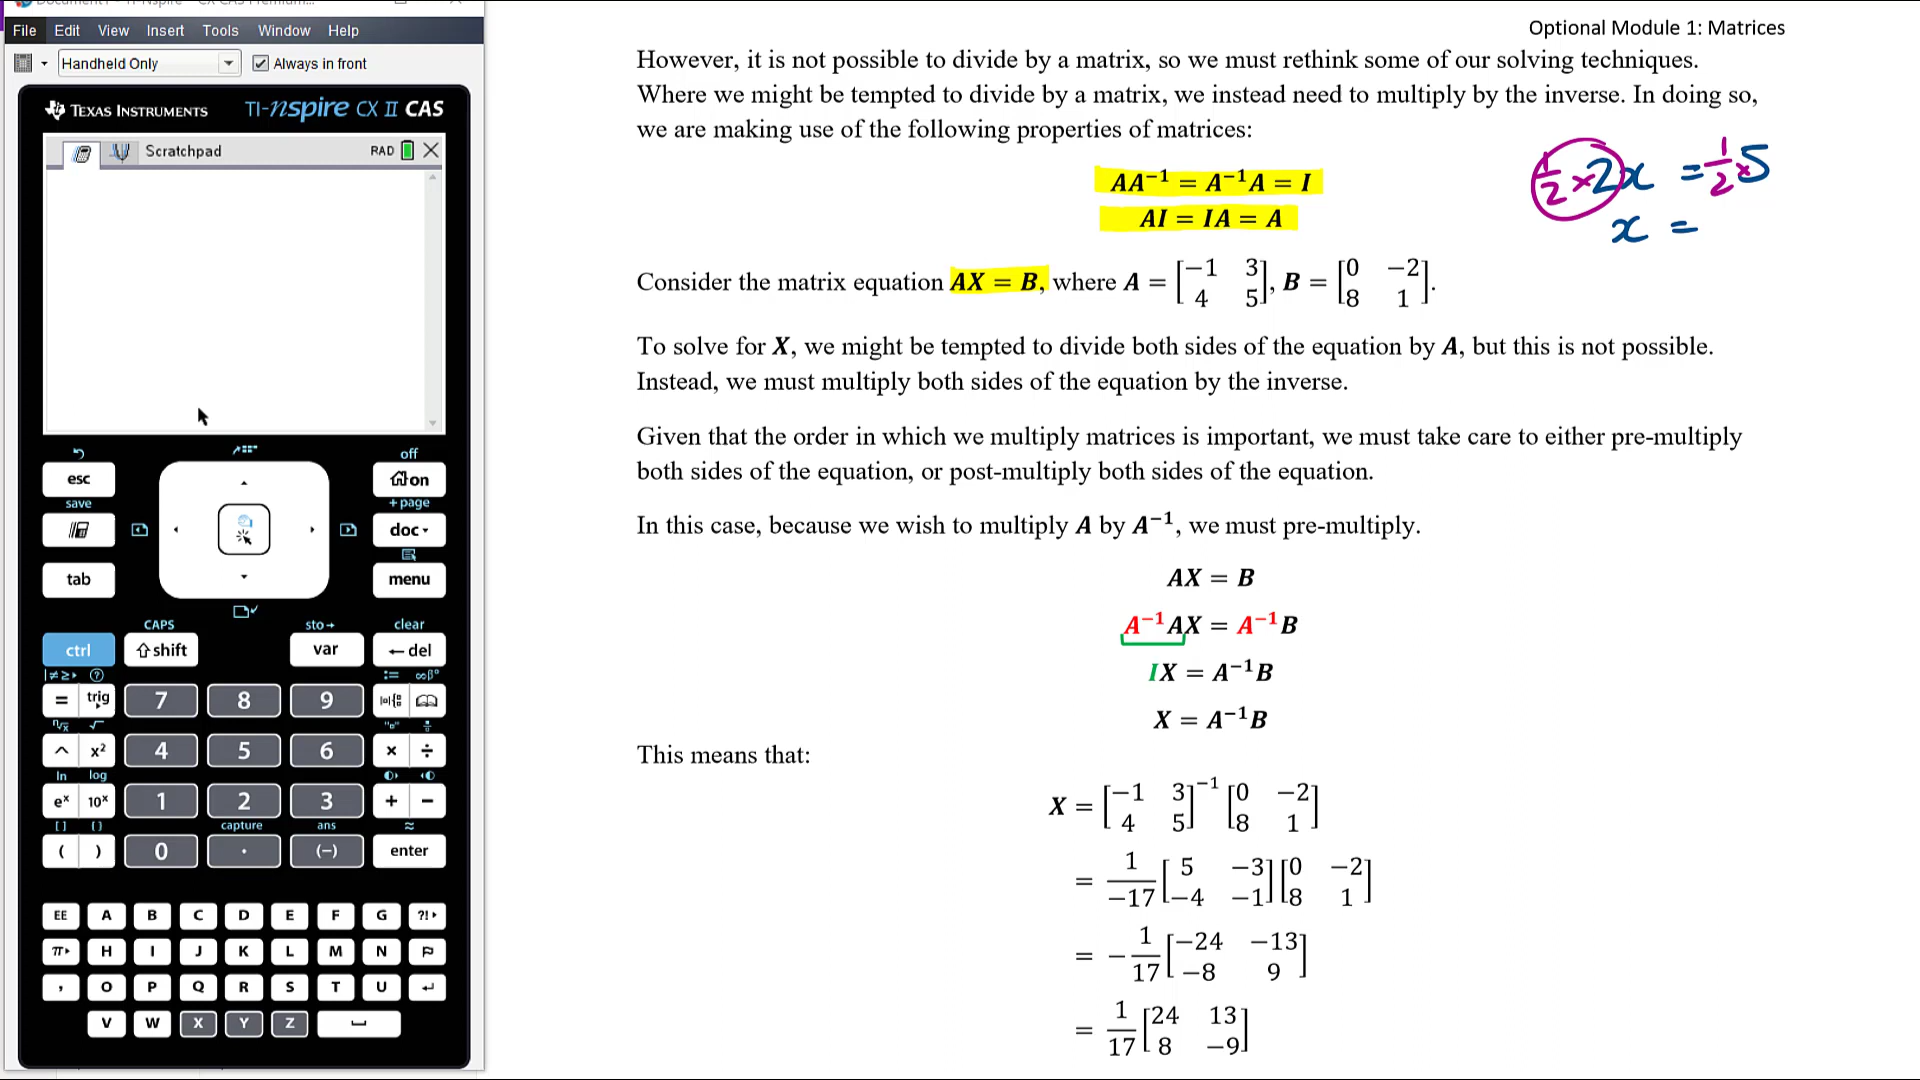 File Edit View Insert Tools Window Help
Handheld Only Always in front
TEXAS INSTRUMENTS TI-nspire CX II CAS
Scratchpad RAD
off
esc on
save + page
doc
tab menu
CAPS sto→ clear
ctrl ⇧shift var ←del
= trig 7 8 9
^ x² 4 5 6 × ÷
ln log
eˣ 10ˣ 1 2 3 + −
[ ] { } capture ans ≈
( ) 0 . (−) enter
EE A B C D E F G ?!▸
π▸ H I J K L M N
, O P Q R S T U ↵
V W X Y Z
Optional Module 1: Matrices
However, it is not possible to divide by a matrix, so we must rethink some of our solving techniques.
Where we might be tempted to divide by a matrix, we instead need to multiply by the inverse. In doing so,
we are making use of the following properties of matrices:
AA⁻¹ = A⁻¹A = I
AI = IA = A
1/2 × 2x = 1/2 × 5
x =
Consider the matrix equation AX = B, where A = [−1 3; 4 5], B = [0 −2; 8 1].
To solve for X, we might be tempted to divide both sides of the equation by A, but this is not possible.
Instead, we must multiply both sides of the equation by the inverse.
Given that the order in which we multiply matrices is important, we must take care to either pre-multiply
both sides of the equation, or post-multiply both sides of the equation.
In this case, because we wish to multiply A by A⁻¹, we must pre-multiply.
AX = B
A⁻¹AX = A⁻¹B
IX = A⁻¹B
X = A⁻¹B
This means that:
X = [−1 3; 4 5]⁻¹ [0 −2; 8 1]
= 1/−17 [5 −3; −4 −1] [0 −2; 8 1]
= −1/17 [−24 −13; −8 9]
= 1/17 [24 13; 8 −9]